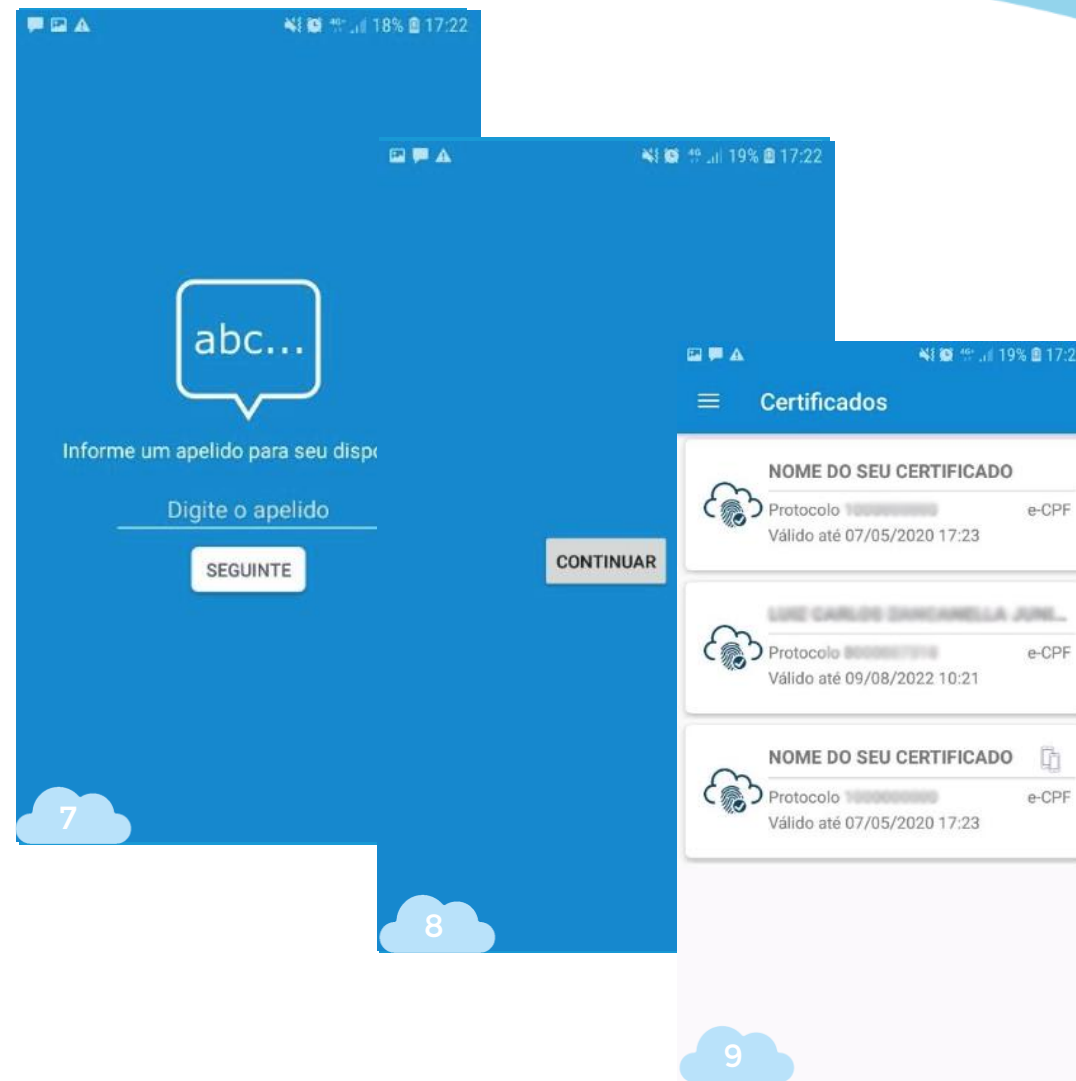 18% 17:22
abc...
Informe um apelido para seu dispo
Digite o apelido
SEGUINTE
7
4G 19% 17:22
CONTINUAR
8
19% 17:2
Certificados
NOME DO SEU CERTIFICADO
Protocolo e-CPF
Válido até 07/05/2020 17:23
Protocolo e-CPF
Válido até 09/08/2022 10:21
NOME DO SEU CERTIFICADO
Protocolo e-CPF
Válido até 07/05/2020 17:23
9